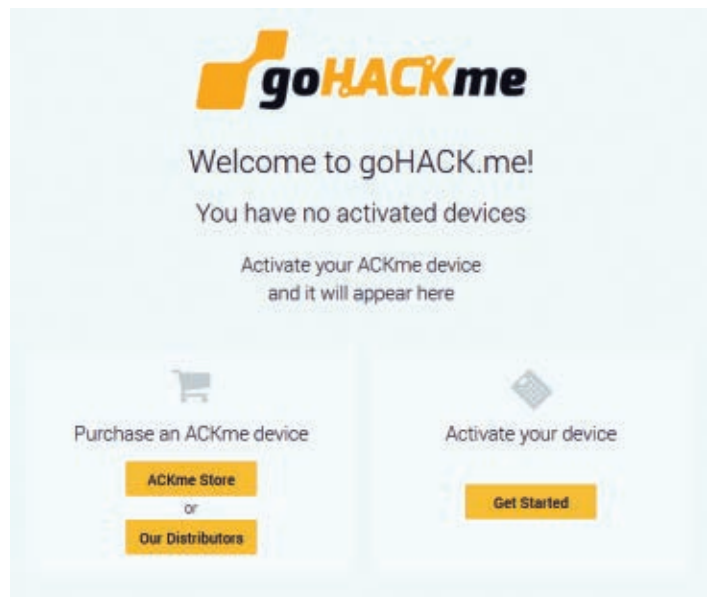 goHACKme
Welcome to goHACK.me!
You have no activated devices
Activate your ACKme device
and it will appear here
Purchase an ACKme device
ACKme Store
or
Our Distributors
Activate your device
Get Started